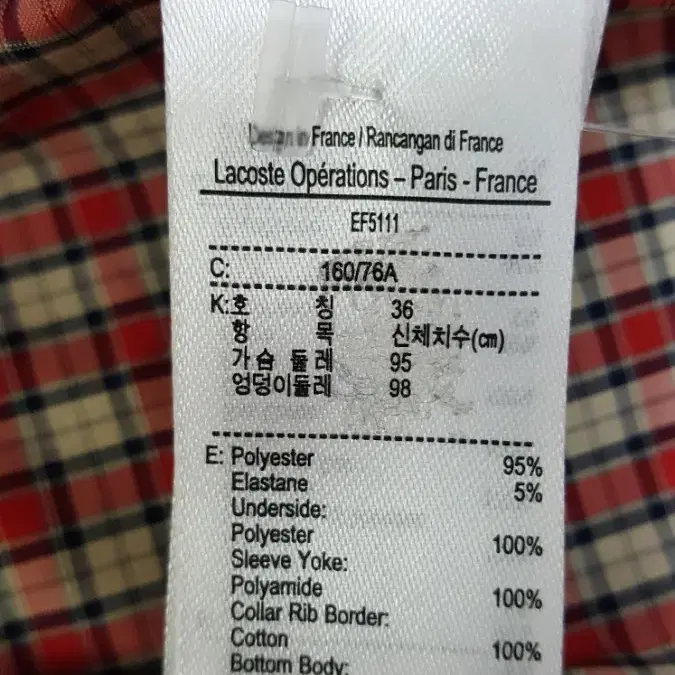 in France / Rancangan di France
Lacoste Opérations – Paris - France
EF5111
C: 160/76A
K: 호 칭 36
항 목 신체치수(cm)
가슴 둘레 95
엉덩이둘레 98
E: Polyester 95%
Elastane 5%
Underside:
Polyester 100%
Sleeve Yoke:
Polyamide 100%
Collar Rib Border:
Cotton 100%
Bottom Body: